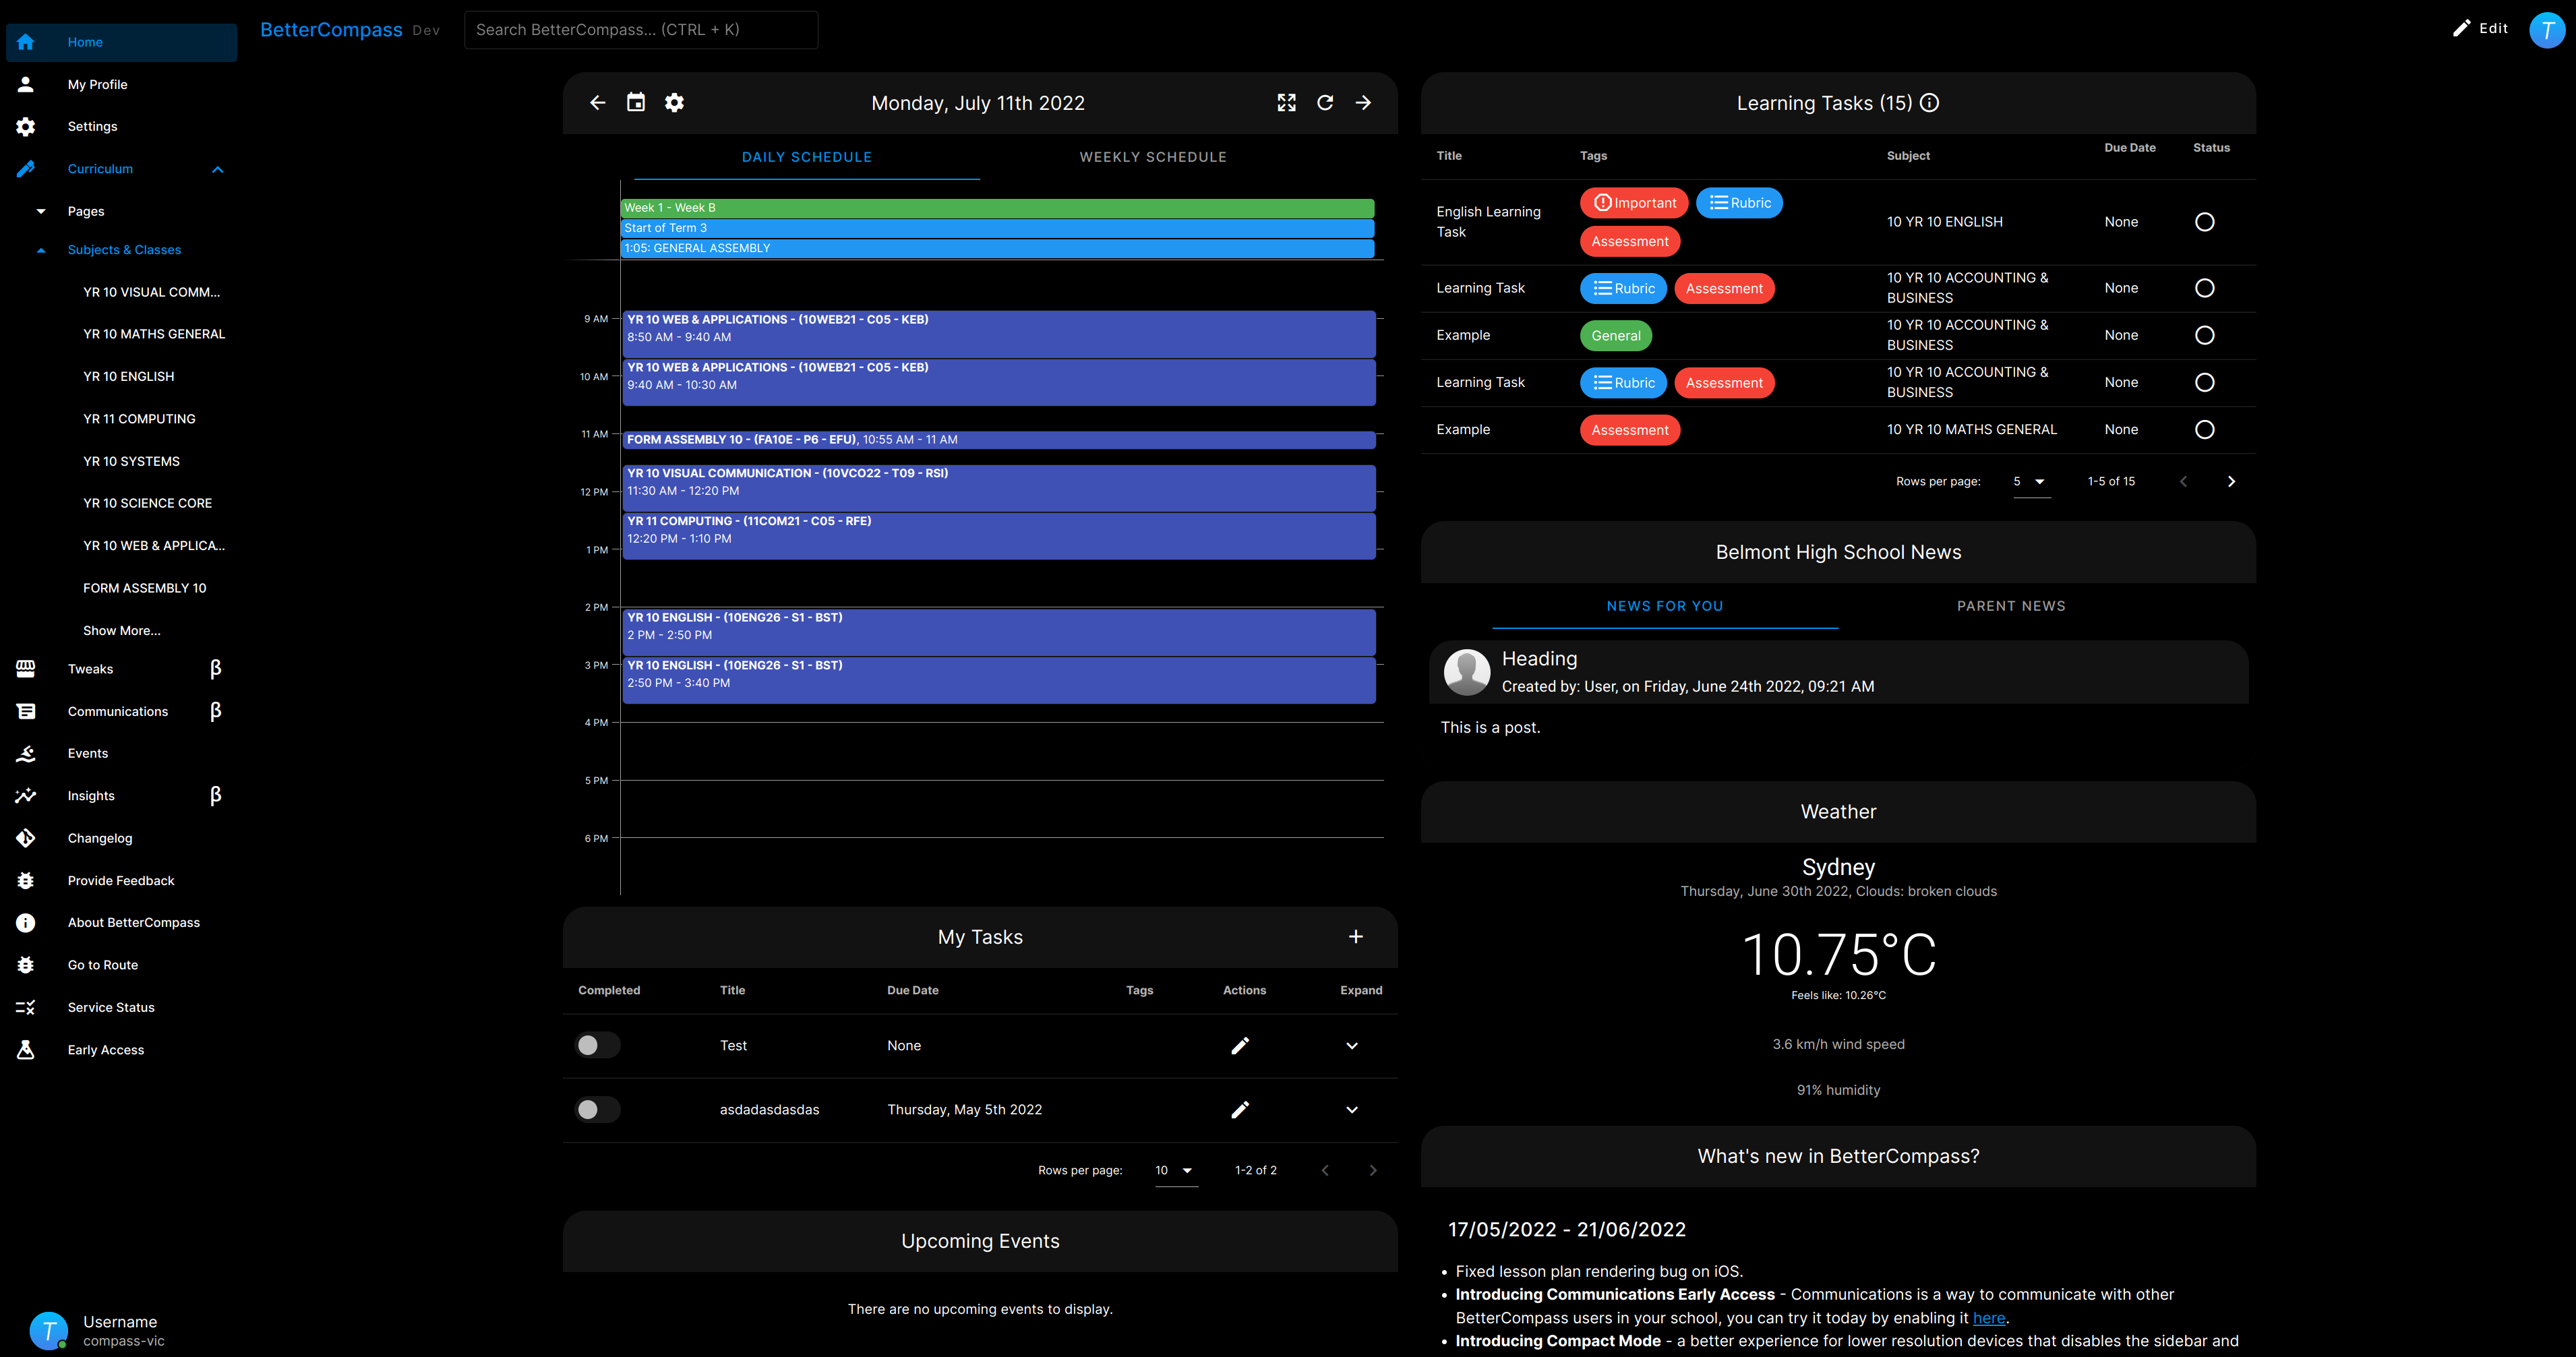 Home
My Profile
Settings
Curriculum
Pages
Subjects & Classes
YR 10 VISUAL COMM...
YR 10 MATHS GENERAL
YR 10 ENGLISH
YR 11 COMPUTING
YR 10 SYSTEMS
YR 10 SCIENCE CORE
YR 10 WEB & APPLICA...
FORM ASSEMBLY 10
Show More...
Tweaks β
Communications β
Events
Insights β
Changelog
Provide Feedback
About BetterCompass
Go to Route
Service Status
Early Access
T
Username
compass-vic
BetterCompass Dev
Search BetterCompass... (CTRL + K)
Edit
T
Monday, July 11th 2022
DAILY SCHEDULE WEEKLY SCHEDULE
Week 1 - Week B
Start of Term 3
1:05: GENERAL ASSEMBLY
9 AM
YR 10 WEB & APPLICATIONS - (10WEB21 - C05 - KEB)
8:50 AM - 9:40 AM
10 AM
YR 10 WEB & APPLICATIONS - (10WEB21 - C05 - KEB)
9:40 AM - 10:30 AM
11 AM
FORM ASSEMBLY 10 - (FA10E - P6 - EFU), 10:55 AM - 11 AM
YR 10 VISUAL COMMUNICATION - (10VCO22 - T09 - RSI)
12 PM
11:30 AM - 12:20 PM
YR 11 COMPUTING - (11COM21 - C05 - RFE)
12:20 PM - 1:10 PM
1 PM
2 PM
YR 10 ENGLISH - (10ENG26 - S1 - BST)
2 PM - 2:50 PM
3 PM
YR 10 ENGLISH - (10ENG26 - S1 - BST)
2:50 PM - 3:40 PM
4 PM
5 PM
6 PM
My Tasks
Completed Title Due Date Tags Actions Expand
Test None
asdadasdasdas Thursday, May 5th 2022
Rows per page: 10 1-2 of 2
Upcoming Events
There are no upcoming events to display.
Learning Tasks (15)
Title Tags Subject Due Date Status
English Learning Task Important Rubric Assessment 10 YR 10 ENGLISH None
Learning Task Rubric Assessment 10 YR 10 ACCOUNTING & BUSINESS None
Example General 10 YR 10 ACCOUNTING & BUSINESS None
Learning Task Rubric Assessment 10 YR 10 ACCOUNTING & BUSINESS None
Example Assessment 10 YR 10 MATHS GENERAL None
Rows per page: 5 1-5 of 15
Belmont High School News
NEWS FOR YOU PARENT NEWS
Heading
Created by: User, on Friday, June 24th 2022, 09:21 AM
This is a post.
Weather
Sydney
Thursday, June 30th 2022, Clouds: broken clouds
10.75°C
Feels like: 10.26°C
3.6 km/h wind speed
91% humidity
What's new in BetterCompass?
17/05/2022 - 21/06/2022
• Fixed lesson plan rendering bug on iOS.
• Introducing Communications Early Access - Communications is a way to communicate with other
BetterCompass users in your school, you can try it today by enabling it here.
• Introducing Compact Mode - a better experience for lower resolution devices that disables the sidebar and